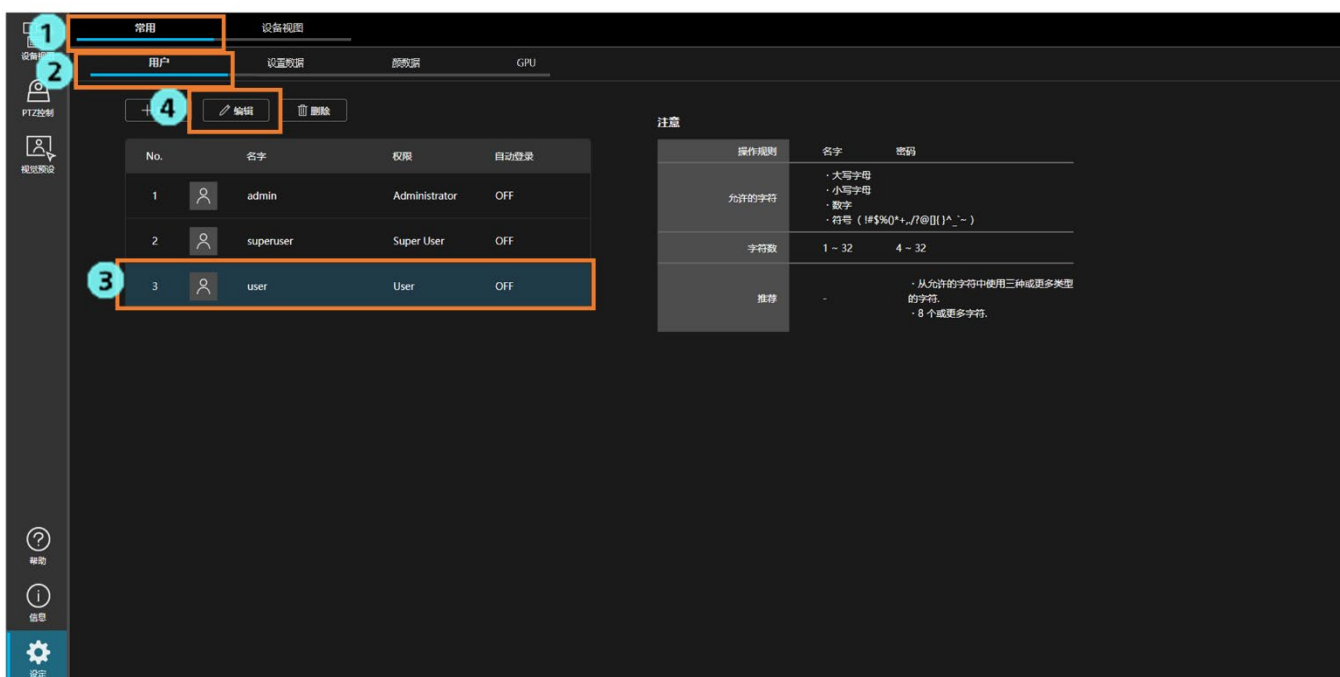 1
常用
设备视图
2
用户
设置数据
颜数据
GPU
PTZ控制
视觉预设
4
编辑
删除
No.
名字
权限
自动登录
1
admin
Administrator
OFF
2
superuser
Super User
OFF
3
3
user
User
OFF
注意
操作规则
名字
密码
允许的字符
· 大写字母
· 小写字母
· 数字
· 符号 ( !#$%()*+,./?@[]{ }^_`~ )
字符数
1 ~ 32
4 ~ 32
推荐
-
· 从允许的字符中使用三种或更多类型
的字符.
· 8 个或更多字符.
帮助
信息
设定